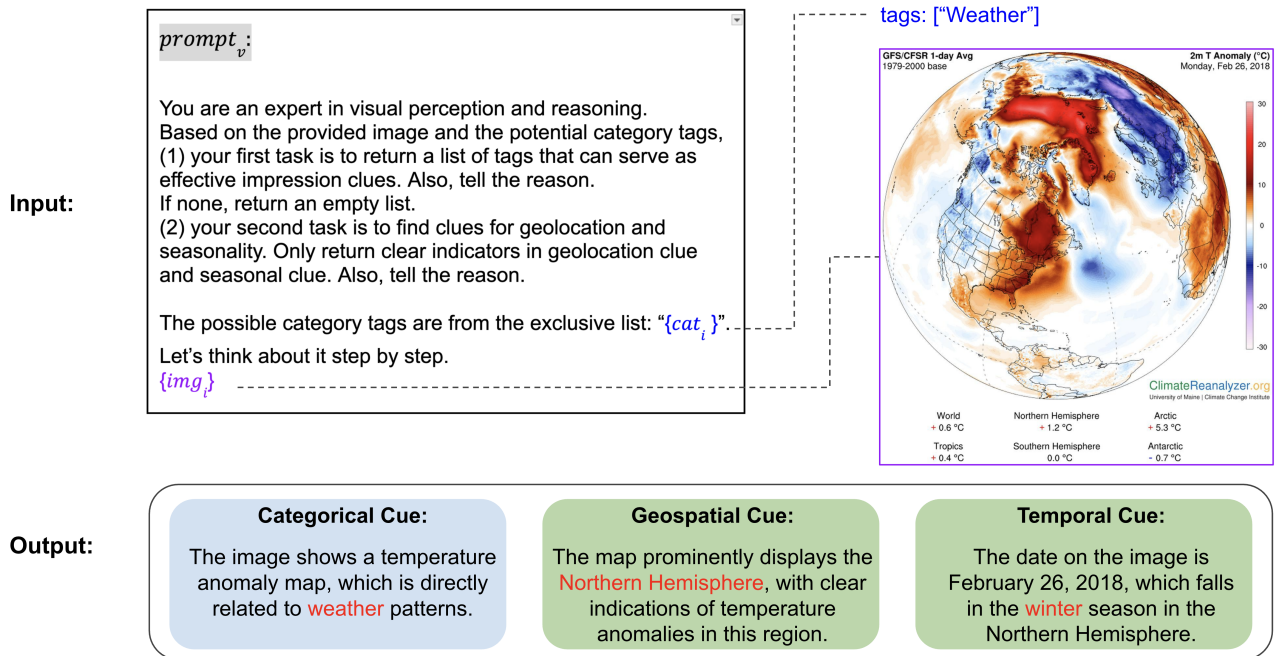 Input:
prompt_v:
You are an expert in visual perception and reasoning.
Based on the provided image and the potential category tags,
(1) your first task is to return a list of tags that can serve as
effective impression clues. Also, tell the reason.
If none, return an empty list.
(2) your second task is to find clues for geolocation and
seasonality. Only return clear indicators in geolocation clue
and seasonal clue. Also, tell the reason.
The possible category tags are from the exclusive list: “{cat_i }”.
Let’s think about it step by step.
{img_i}
tags: [“Weather”]
GFS/CFSR 1-day Avg
1979-2000 base
2m T Anomaly (°C)
Monday, Feb 26, 2018
30
20
10
0
-10
-20
-30
ClimateReanalyzer.org
University of Maine | Climate Change Institute
World
+ 0.6 °C
Northern Hemisphere
+ 1.2 °C
Arctic
+ 5.3 °C
Tropics
+ 0.4 °C
Southern Hemisphere
0.0 °C
Antarctic
- 0.7 °C
Output:
Categorical Cue:
The image shows a temperature
anomaly map, which is directly
related to weather patterns.
Geospatial Cue:
The map prominently displays the
Northern Hemisphere, with clear
indications of temperature
anomalies in this region.
Temporal Cue:
The date on the image is
February 26, 2018, which falls
in the winter season in the
Northern Hemisphere.